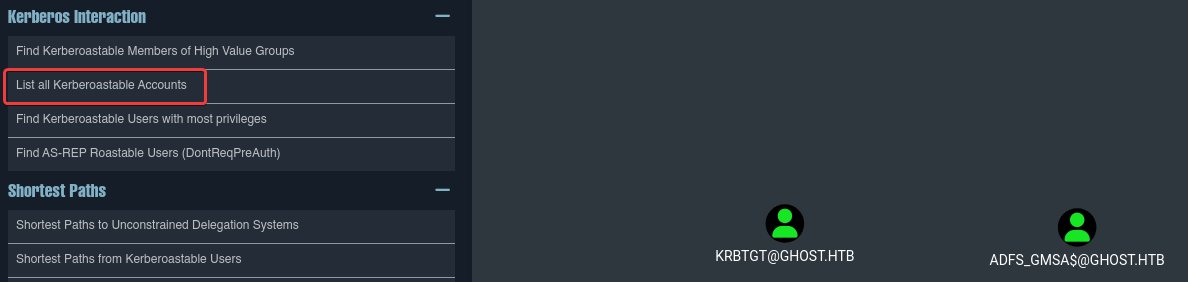 Kerberos Interaction
Find Kerberoastable Members of High Value Groups
List all Kerberoastable Accounts
Find Kerberoastable Users with most privileges
Find AS-REP Roastable Users (DontReqPreAuth)
Shortest Paths
Shortest Paths to Unconstrained Delegation Systems
Shortest Paths from Kerberoastable Users
KRBTGT@GHOST.HTB
ADFS_GMSA$@GHOST.HTB